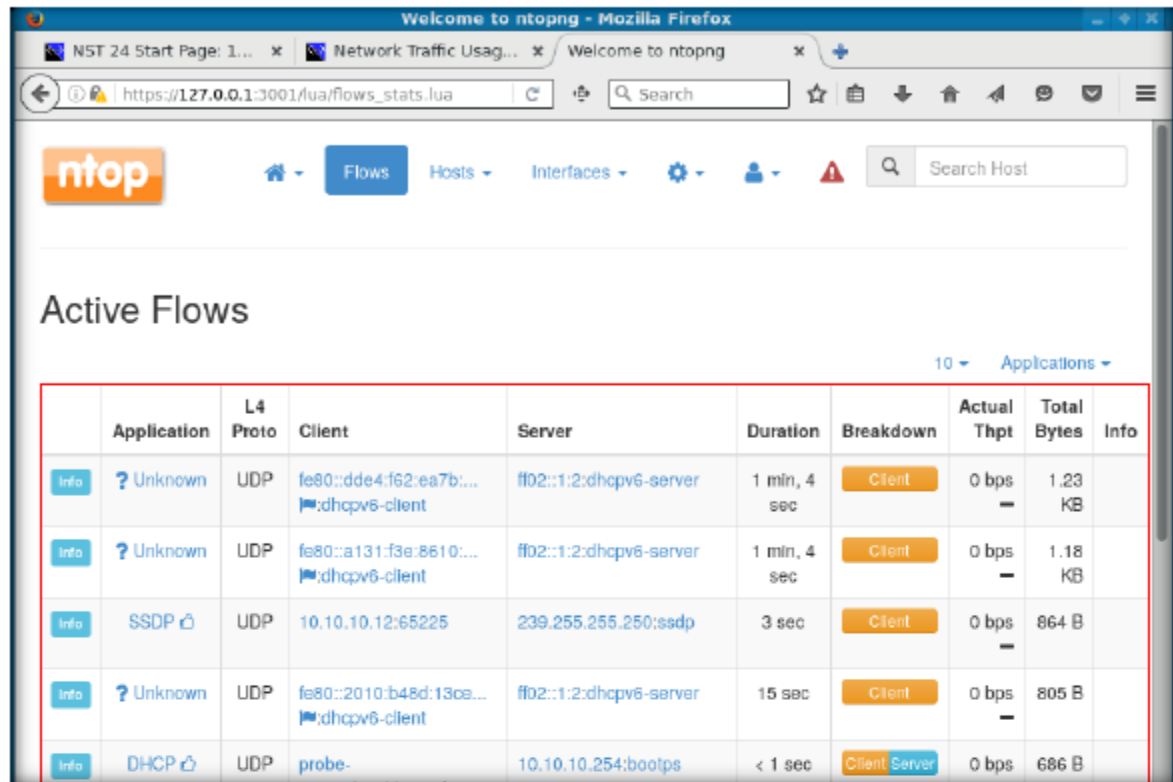 Welcome to ntopng - Mozilla Firefox
NST 24 Start Page: 1... Network Traffic Usag... Welcome to ntopng
https://127.0.0.1:3001/lua/flows_stats.lua Search
ntop Flows Hosts Interfaces Search Host
Active Flows
10 Applications
Application L4 Proto Client Server Duration Breakdown Actual Thpt Total Bytes Info
Info ? Unknown UDP fe80::dde4:f62:ea7b:... :dhcpv6-client ff02::1:2:dhcpv6-server 1 min, 4 sec Client 0 bps 1.23 KB
Info ? Unknown UDP fe80::a131:f3e:8610:... :dhcpv6-client ff02::1:2:dhcpv6-server 1 min, 4 sec Client 0 bps 1.18 KB
Info SSDP UDP 10.10.10.12:65225 239.255.255.250:ssdp 3 sec Client 0 bps 864 B
Info ? Unknown UDP fe80::2010:b48d:13ce... :dhcpv6-client ff02::1:2:dhcpv6-server 15 sec Client 0 bps 805 B
Info DHCP UDP probe- 10.10.10.254:bootps < 1 sec Client Server 0 bps 686 B